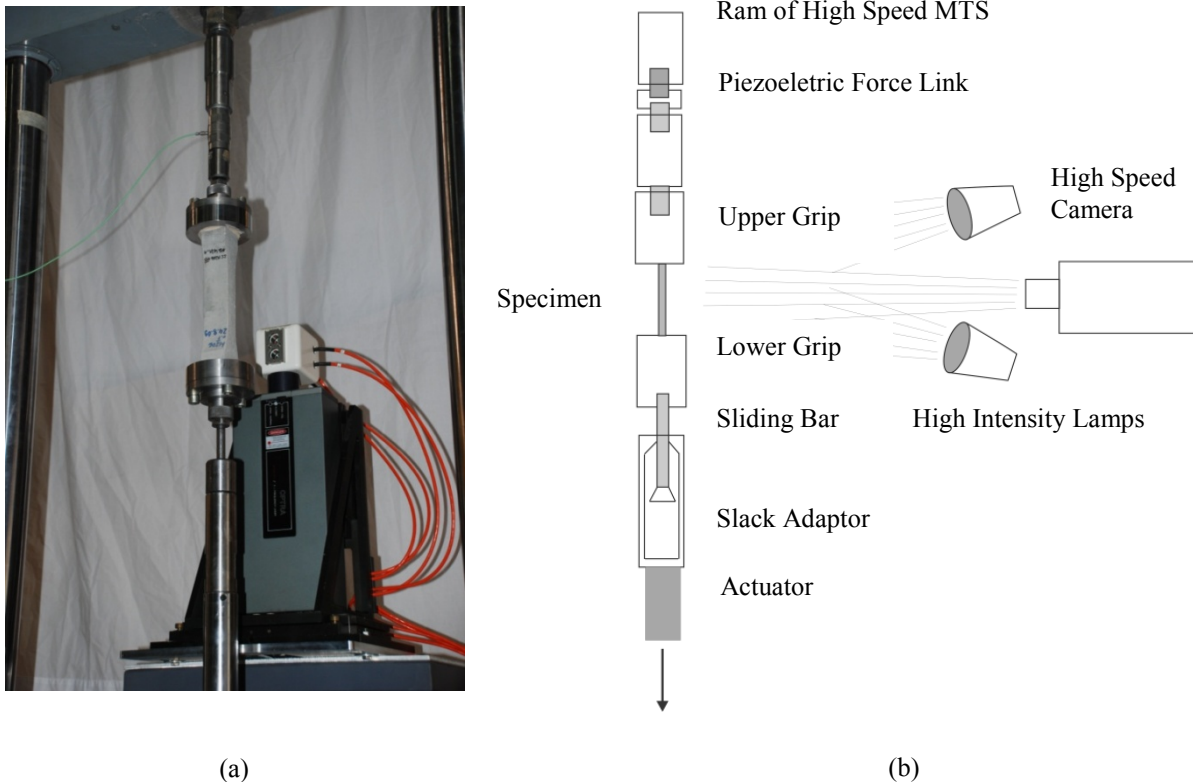 Ram of High Speed MTS
Piezoeletric Force Link
High Speed
Camera
Upper Grip
Specimen
Lower Grip
Sliding Bar
High Intensity Lamps
Slack Adaptor
Actuator
OPTRA
(a)
(b)